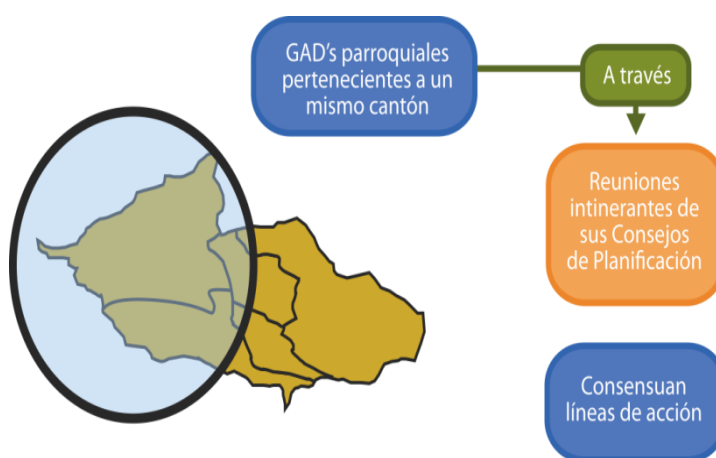 GAD's parroquiales
pertenecientes a un
mismo cantón
A través
Reuniones
intinerantes de
sus Consejos
de Planificación
Consensuan
líneas de acción